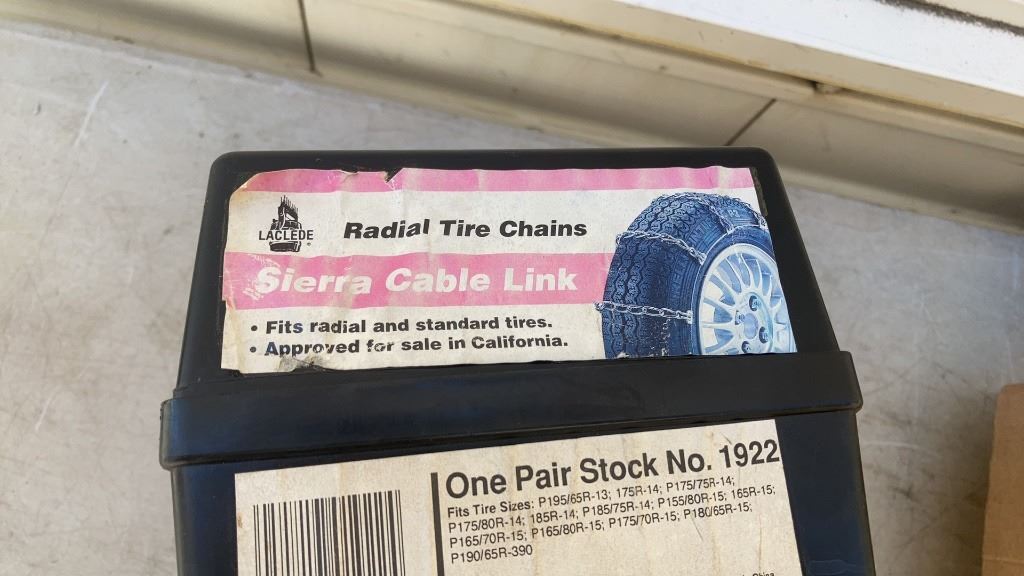 LACLEDE
®
Radial Tire Chains
Sierra Cable Link
• Fits radial and standard tires.
• Approved for sale in California.
One Pair Stock No. 1922
Fits Tire Sizes: P195/65R-13; 175R-14; P175/75R-14;
P175/80R-14; 185R-14; P185/75R-14; P155/80R-15; 165R-15;
P165/70R-15; P165/80R-15; P175/70R-15; P180/65R-15;
P190/65R-390
China